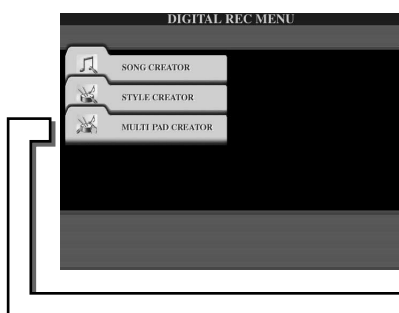 DIGITAL REC MENU
SONG CREATOR
STYLE CREATOR
MULTI PAD CREATOR